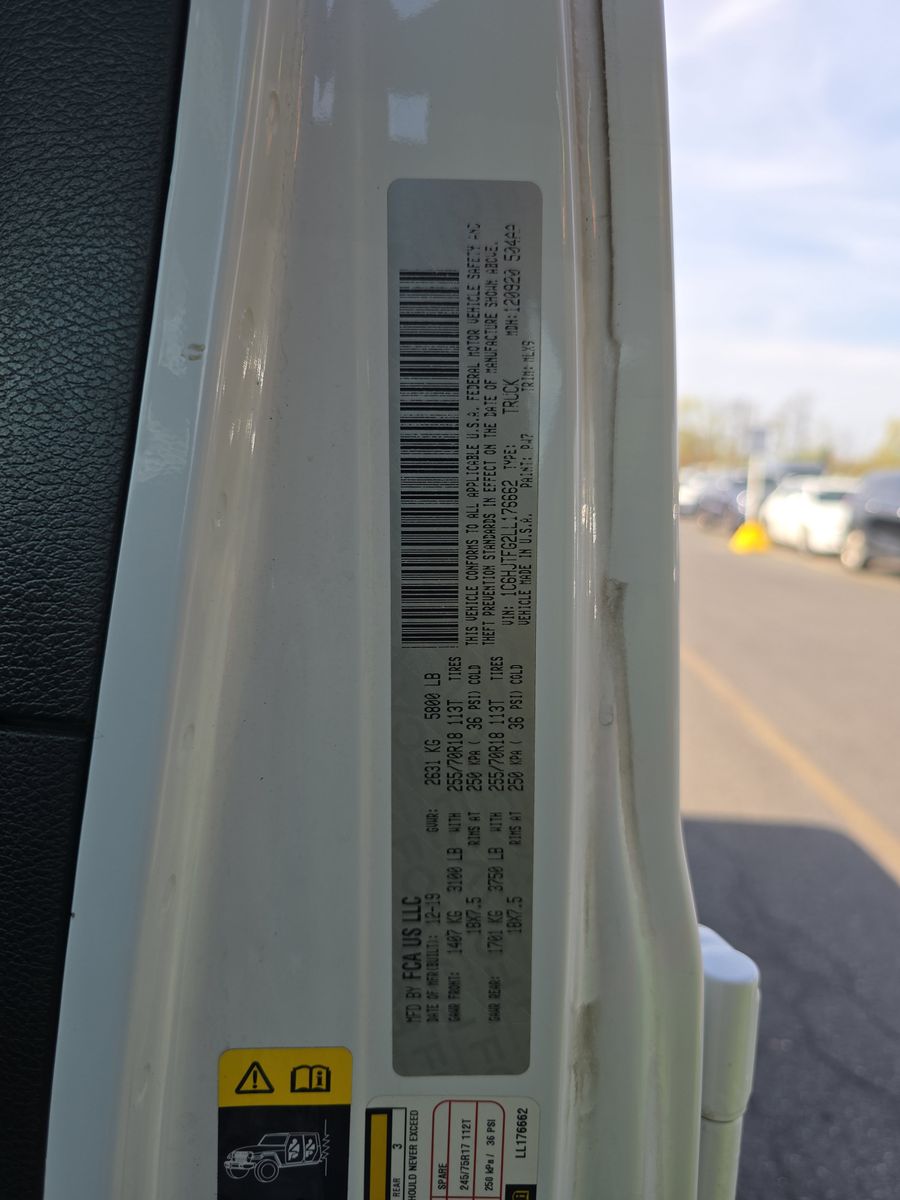 MFD BY FCA US LLC
DATE OF MFR(BUILT): 12-19 GVWR: 2631 KG 5800 LB
GAWR FRONT: 1407 KG 3100 LB WITH 255/70R18 113T TIRES
18X7.5 RIMS AT 250 KPA ( 36 PSI) COLD
GAWR REAR: 1701 KG 3750 LB WITH 255/70R18 113T TIRES
18X7.5 RIMS AT 250 KPA ( 36 PSI) COLD
THIS VEHICLE CONFORMS TO ALL APPLICABLE U.S.A. FEDERAL MOTOR VEHICLE SAFETY AND
THEFT PREVENTION STANDARDS IN EFFECT ON THE DATE OF MANUFACTURE SHOWN ABOVE.
VIN: 1C6HJTFG2LL176662 TYPE: TRUCK MDH:120920 504AA
VEHICLE MADE IN U.S.A. PAINT: PW7 TRIM: MLX9
REAR 3
HOULD NEVER EXCEED
SPARE
245/75R17 112T
250 kPa / 36 PSI
LL176662